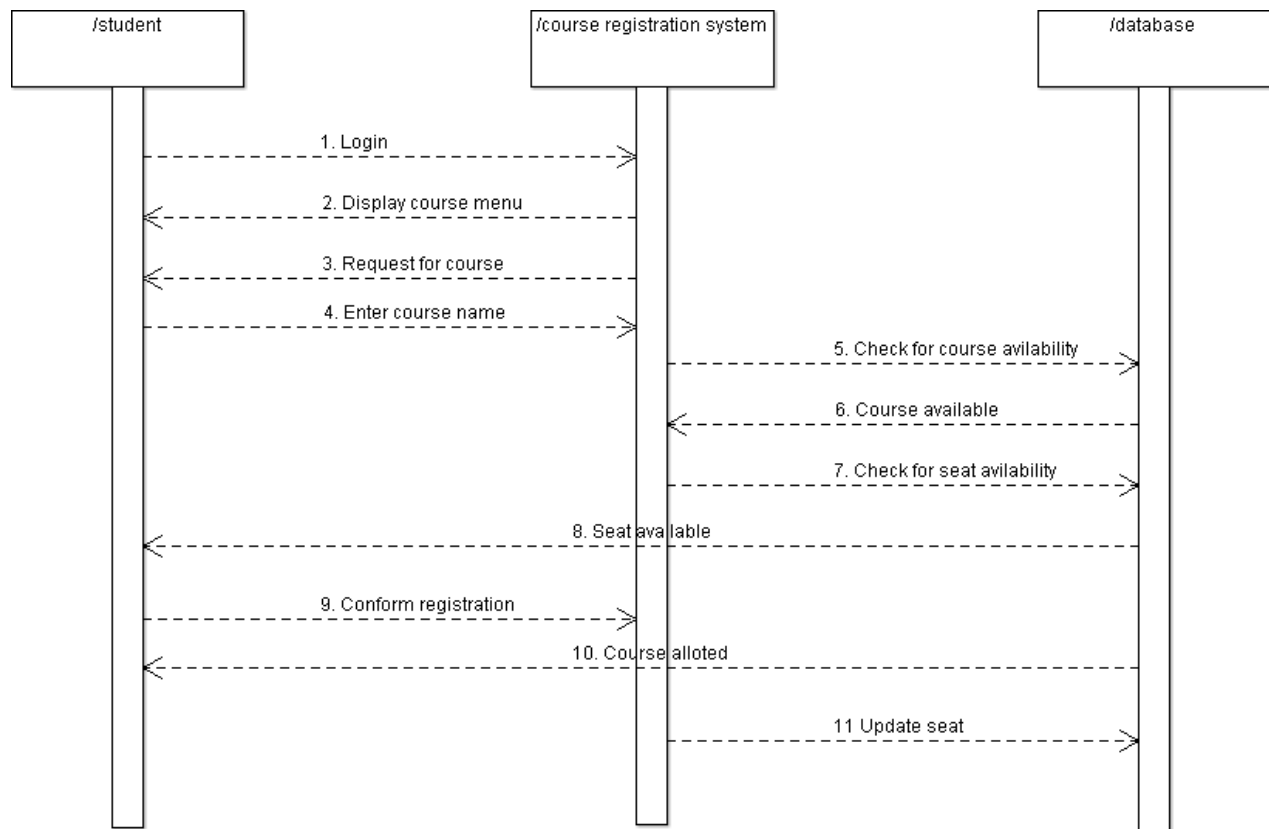 /student
/course registration system
/database
1. Login
2. Display course menu
3. Request for course
4. Enter course name
5. Check for course avilability
6. Course available
7. Check for seat avilability
8. Seat available
9. Conform registration
10. Course alloted
11 Update seat